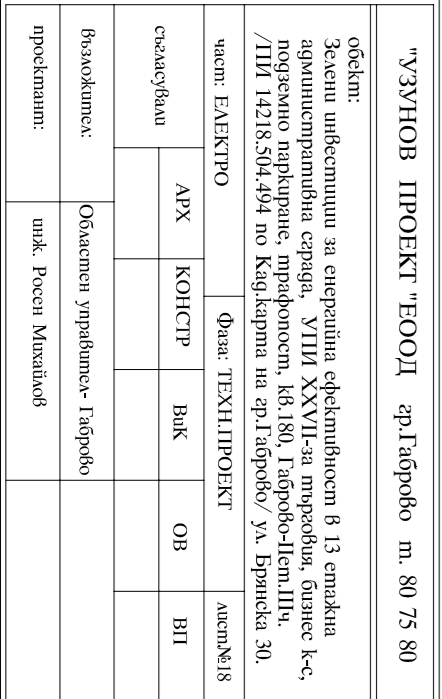 "УЗУНОВ ПРОЕКТ "ЕООД гр.Габрово т. 80 75 80
обект:
Зелени инвестиции за енергийна ефективност в 13 етажна
административна сграда, УПИ XXVII-за търговия, бизнес к-с,
подземно паркиране, трафопост, кв.180, Габрово-Цет.IIIч.
/ПИ 14218.504.494 по Кад.карта на гр.Габрово/ ул. Брянска 30.
част: ЕЛЕКТРО Фаза: ТЕХН.ПРОЕКТ лист№18
съгласували АРХ КОНСТР ВиК ОВ ВП
възложител: Областен управител- Габрово
проектант: инж. Росен Михайлов